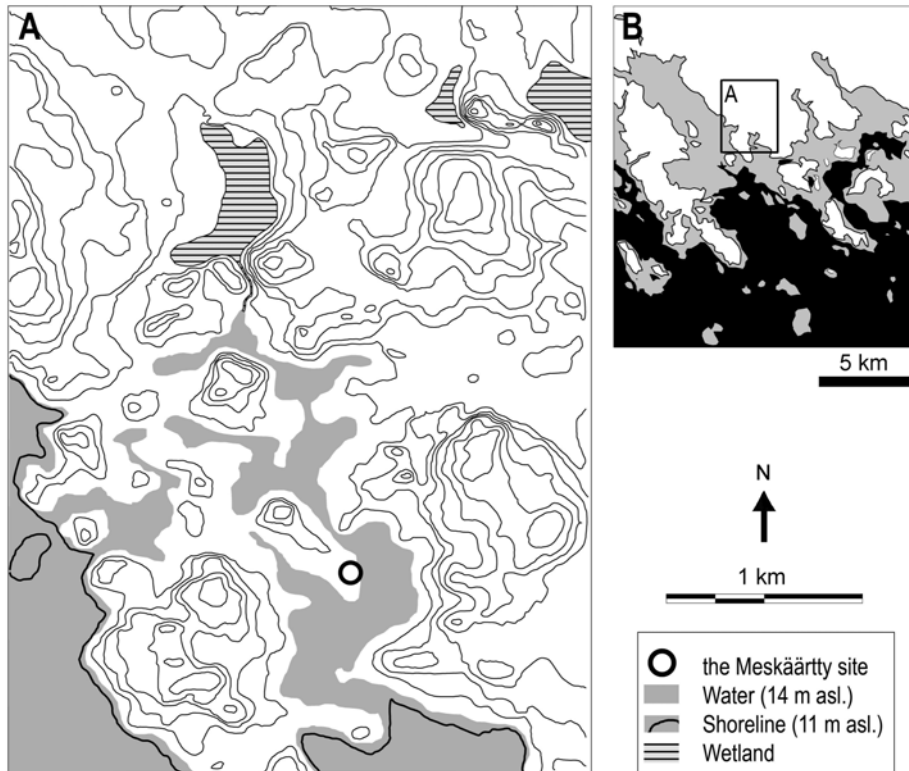 A
B
A
5 km
N
1 km
the Meskäärtty site
Water (14 m asl.)
Shoreline (11 m asl.)
Wetland